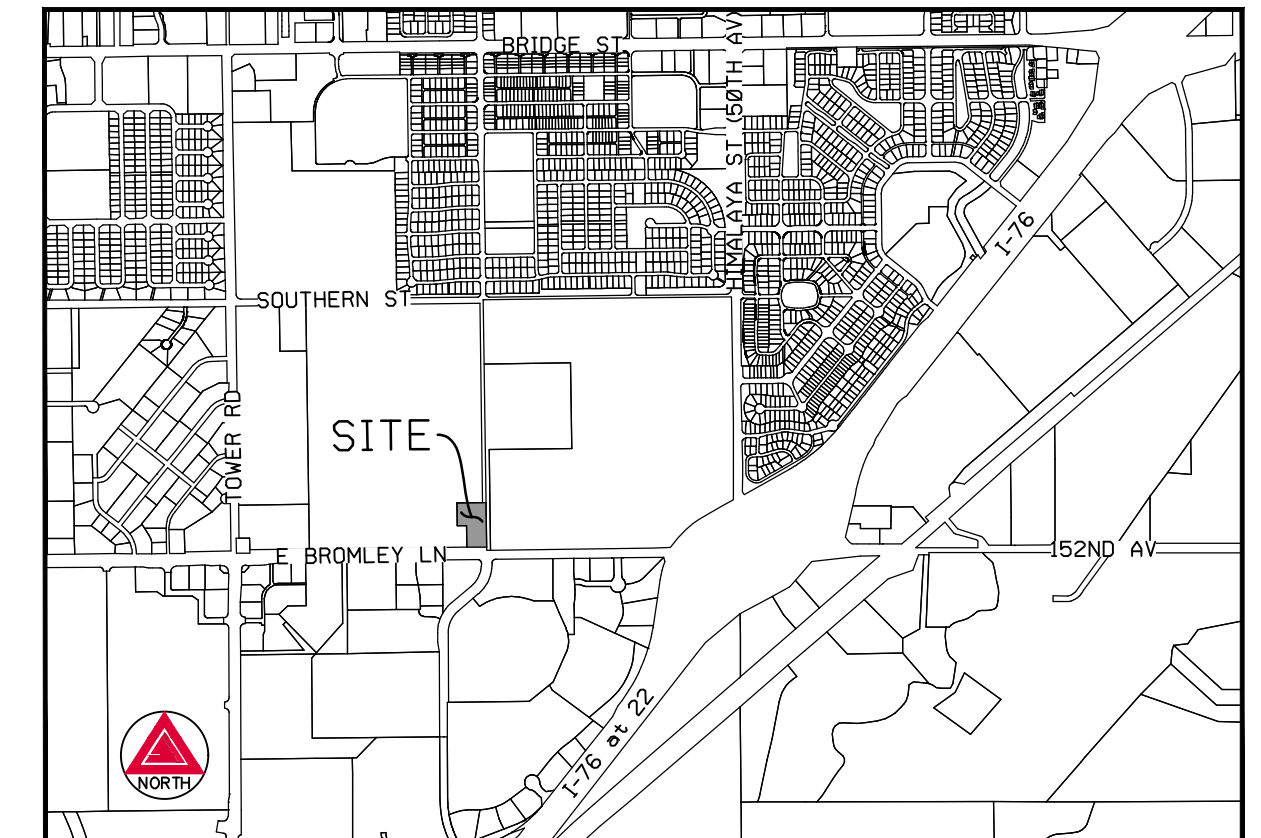 BRIDGE ST.
HIMALAYA ST (50TH AV)
I-76
SOUTHERN ST
TOWER RD
SITE
E BROMLEY LN
152ND AV
I-76 at 22
NORTH